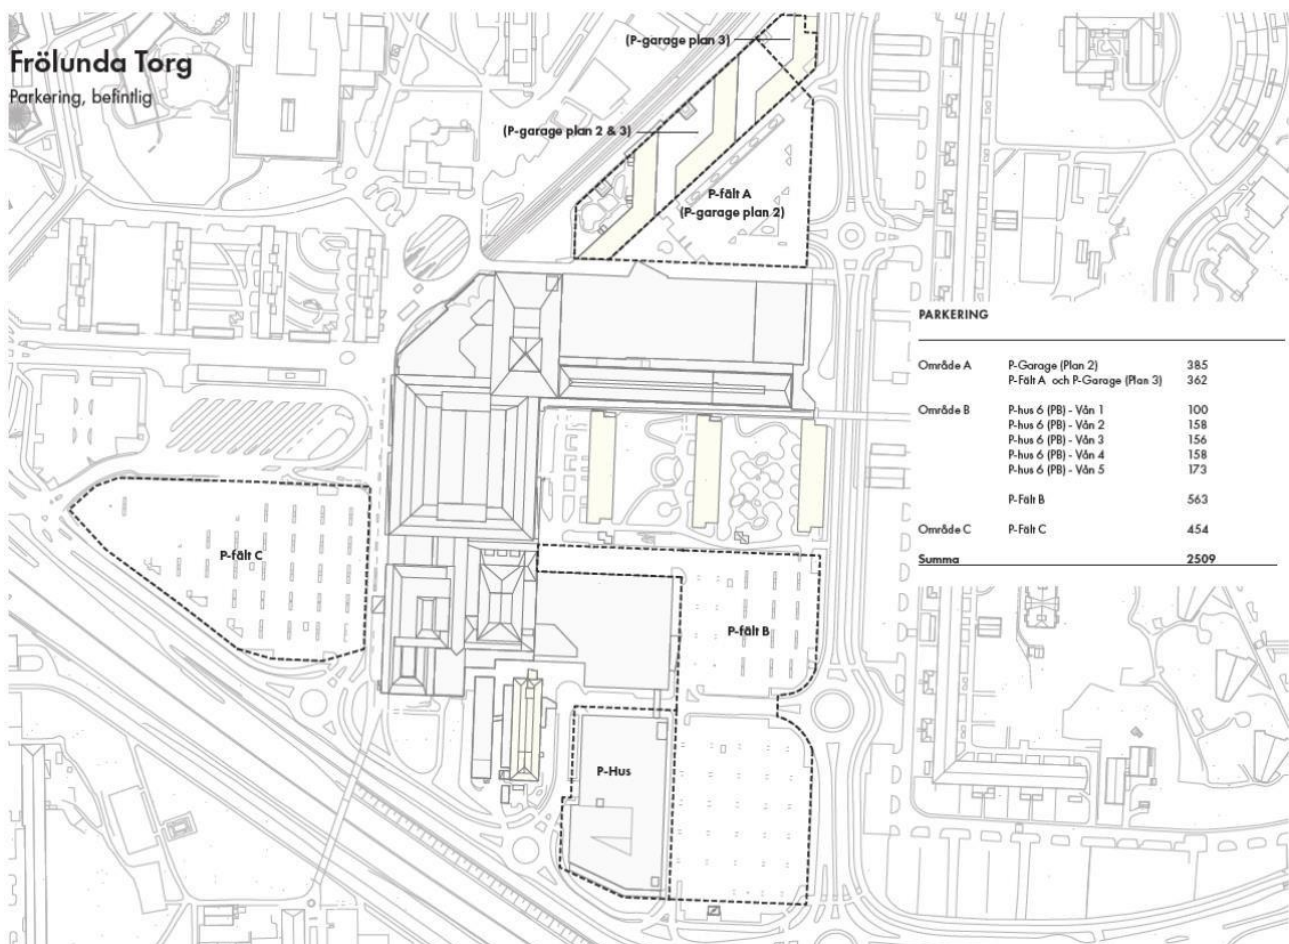 Frölunda Torg
Parkering, befintlig
(P-garage plan 3)
(P-garage plan 2 & 3)
P-fält A
(P-garage plan 2)
P-fält C
P-fält B
P-Hus
PARKERING
Område A P-Garage (Plan 2) 385
P-Fält A och P-Garage (Plan 3) 362
Område B P-hus 6 (PB) - Vån 1 100
P-hus 6 (PB) - Vån 2 158
P-hus 6 (PB) - Vån 3 156
P-hus 6 (PB) - Vån 4 158
P-hus 6 (PB) - Vån 5 173
P-Fält B 563
Område C P-Fält C 454
Summa 2509